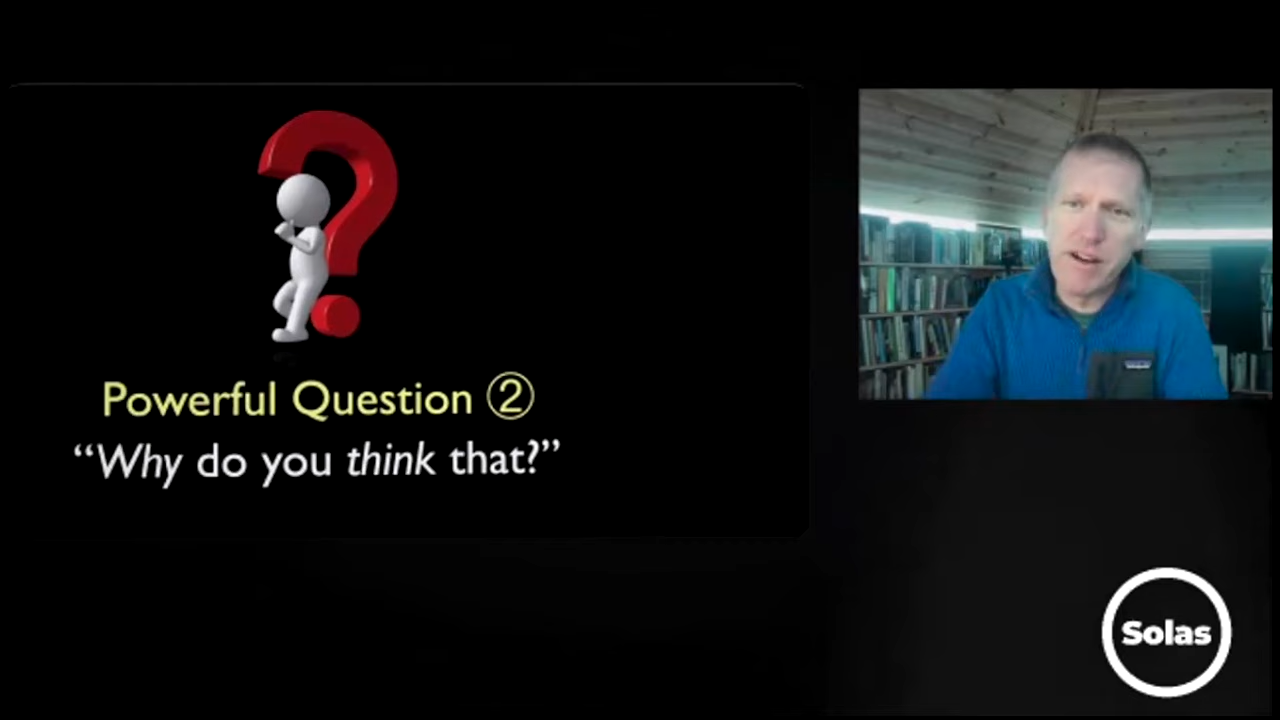 Powerful Question ②
“Why do you think that?”
Solas